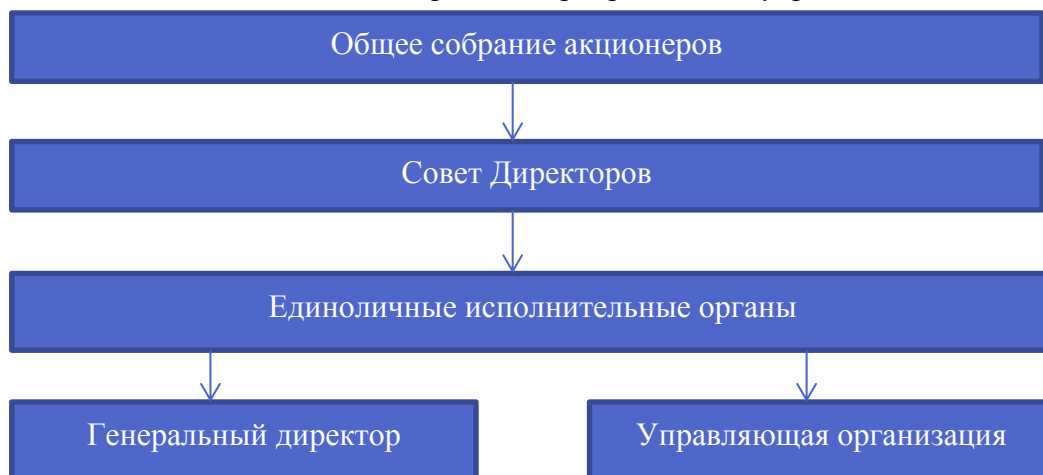 Общее собрание акционеров
Совет Директоров
Единоличные исполнительные органы
Генеральный директор
Управляющая организация